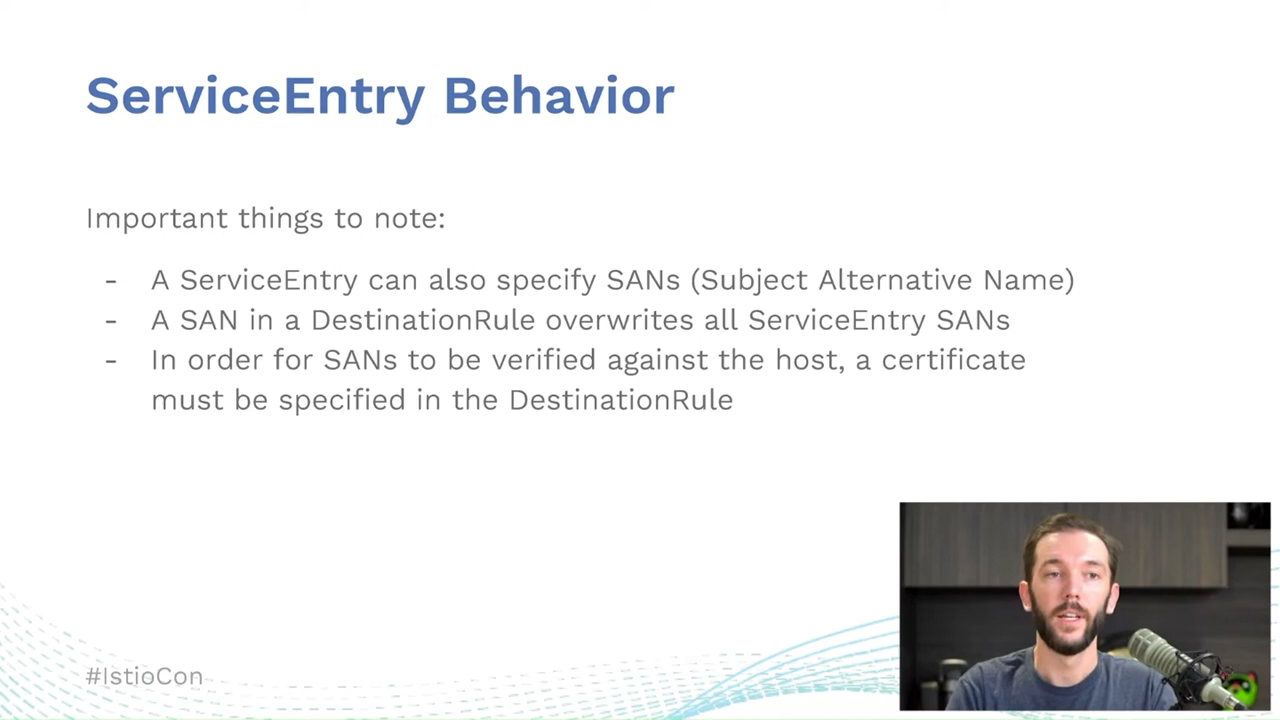 ServiceEntry Behavior
Important things to note:
- A ServiceEntry can also specify SANs (Subject Alternative Name)
- A SAN in a DestinationRule overwrites all ServiceEntry SANs
- In order for SANs to be verified against the host, a certificate
must be specified in the DestinationRule
#IstioCon